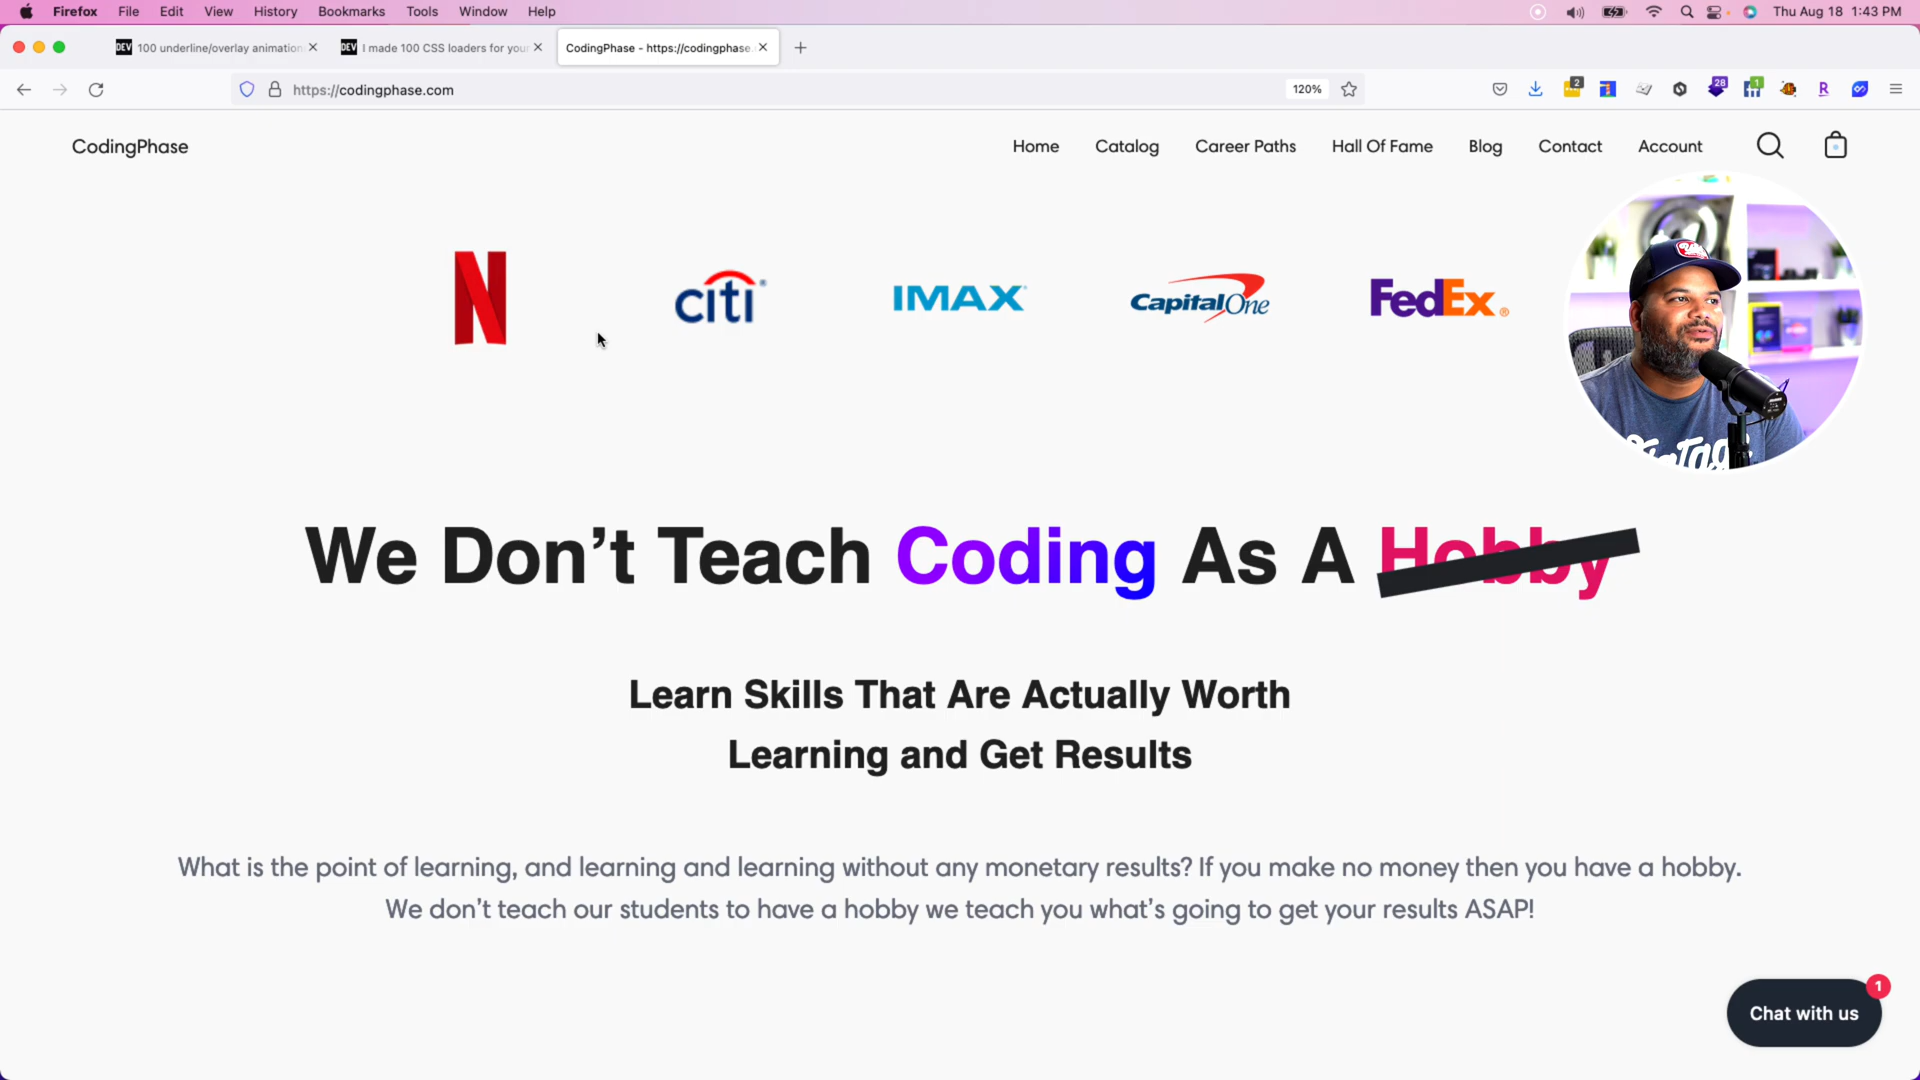 Firefox File Edit View History Bookmarks Tools Window Help
Thu Aug 18 1:43 PM
DEV 100 underline/overlay animation
DEV I made 100 CSS loaders for your
CodingPhase - https://codingphase.
https://codingphase.com
120%
2
28
1
R
CodingPhase
Home Catalog Career Paths Hall Of Fame Blog Contact Account
N
citi
IMAX
CapitalOne
FedEx
We Don’t Teach Coding As A Hobby
Learn Skills That Are Actually Worth
Learning and Get Results
What is the point of learning, and learning and learning without any monetary results? If you make no money then you have a hobby.
We don’t teach our students to have a hobby we teach you what’s going to get your results ASAP!
1
Chat with us